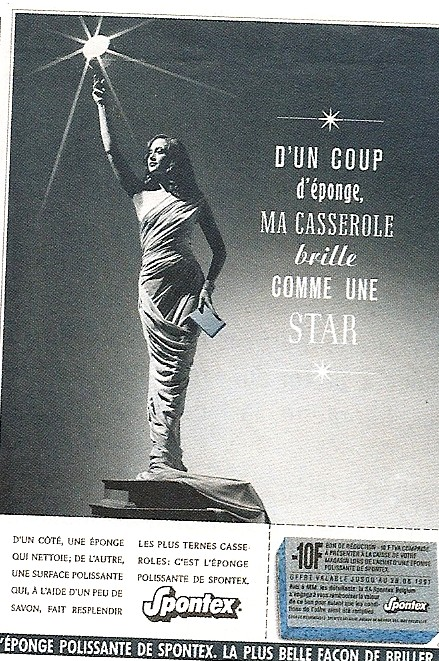 D'UN COUP
d'éponge,
MA CASSEROLE
brille
COMME UNE
STAR
D'UN CÔTÉ, UNE ÉPONGE
QUI NETTOIE; DE L'AUTRE,
UNE SURFACE POLISSANTE
QUI, À L'AIDE D'UN PEU DE
SAVON, FAIT RESPLENDIR
LES PLUS TERNES CASSE-
ROLES: C'EST L'ÉPONGE
POLISSANTE DE SPONTEX.
Spontex
-10F
BON DE RÉDUCTION - 10 F TVA COMPRISE
À PRÉSENTER À LA CAISSE DE VOTRE
MAGASIN LORS DE L'ACHAT D'UNE ÉPONGE
POLISSANTE DE SPONTEX.
OFFRE VALABLE JUSQU'AU
1991
Avis à MM. les détaillants: la SA Spontex Belgium
s'engage à vous rembourser la valeur
de ce bon pour autant que les condi-
tions de l'offre aient été remplies.
Spontex
'ÉPONGE POLISSANTE DE SPONTEX. LA PLUS BELLE FAÇON DE BRILLER